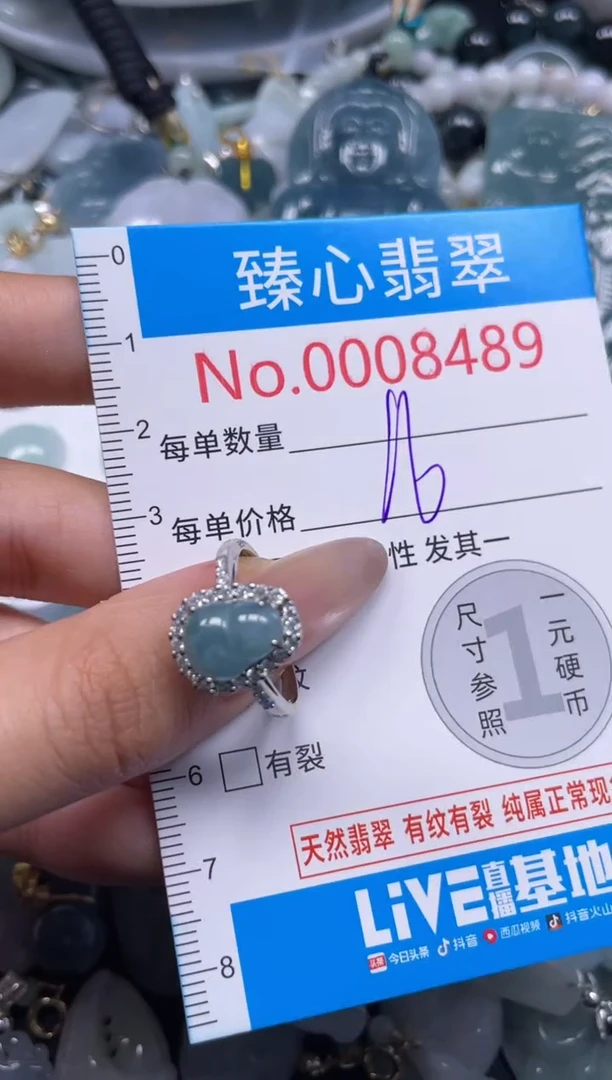 臻心翡翠
No.0008489
每单数量
每单价格
性发其一
尺寸参照
1
一元硬币
有裂
天然翡翠 有纹有裂 纯属正常现
LiVE直播基地
头条 今日头条 抖音 西瓜视频 抖音火山
0
1
2
3
6
7
8